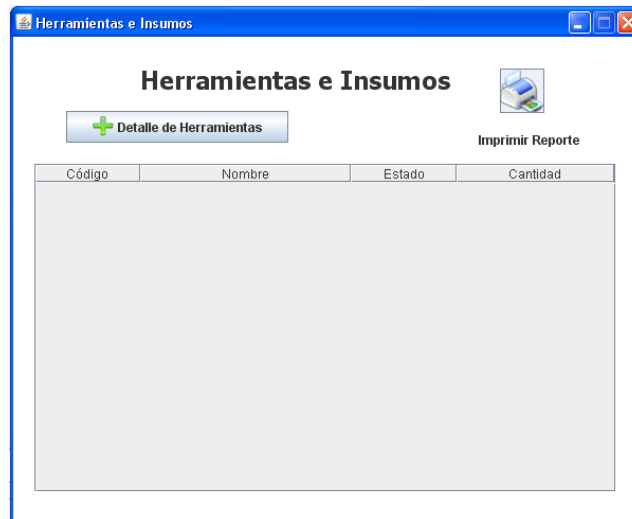 Herramientas e Insumos
Herramientas e Insumos
Detalle de Herramientas
Imprimir Reporte
Código Nombre Estado Cantidad